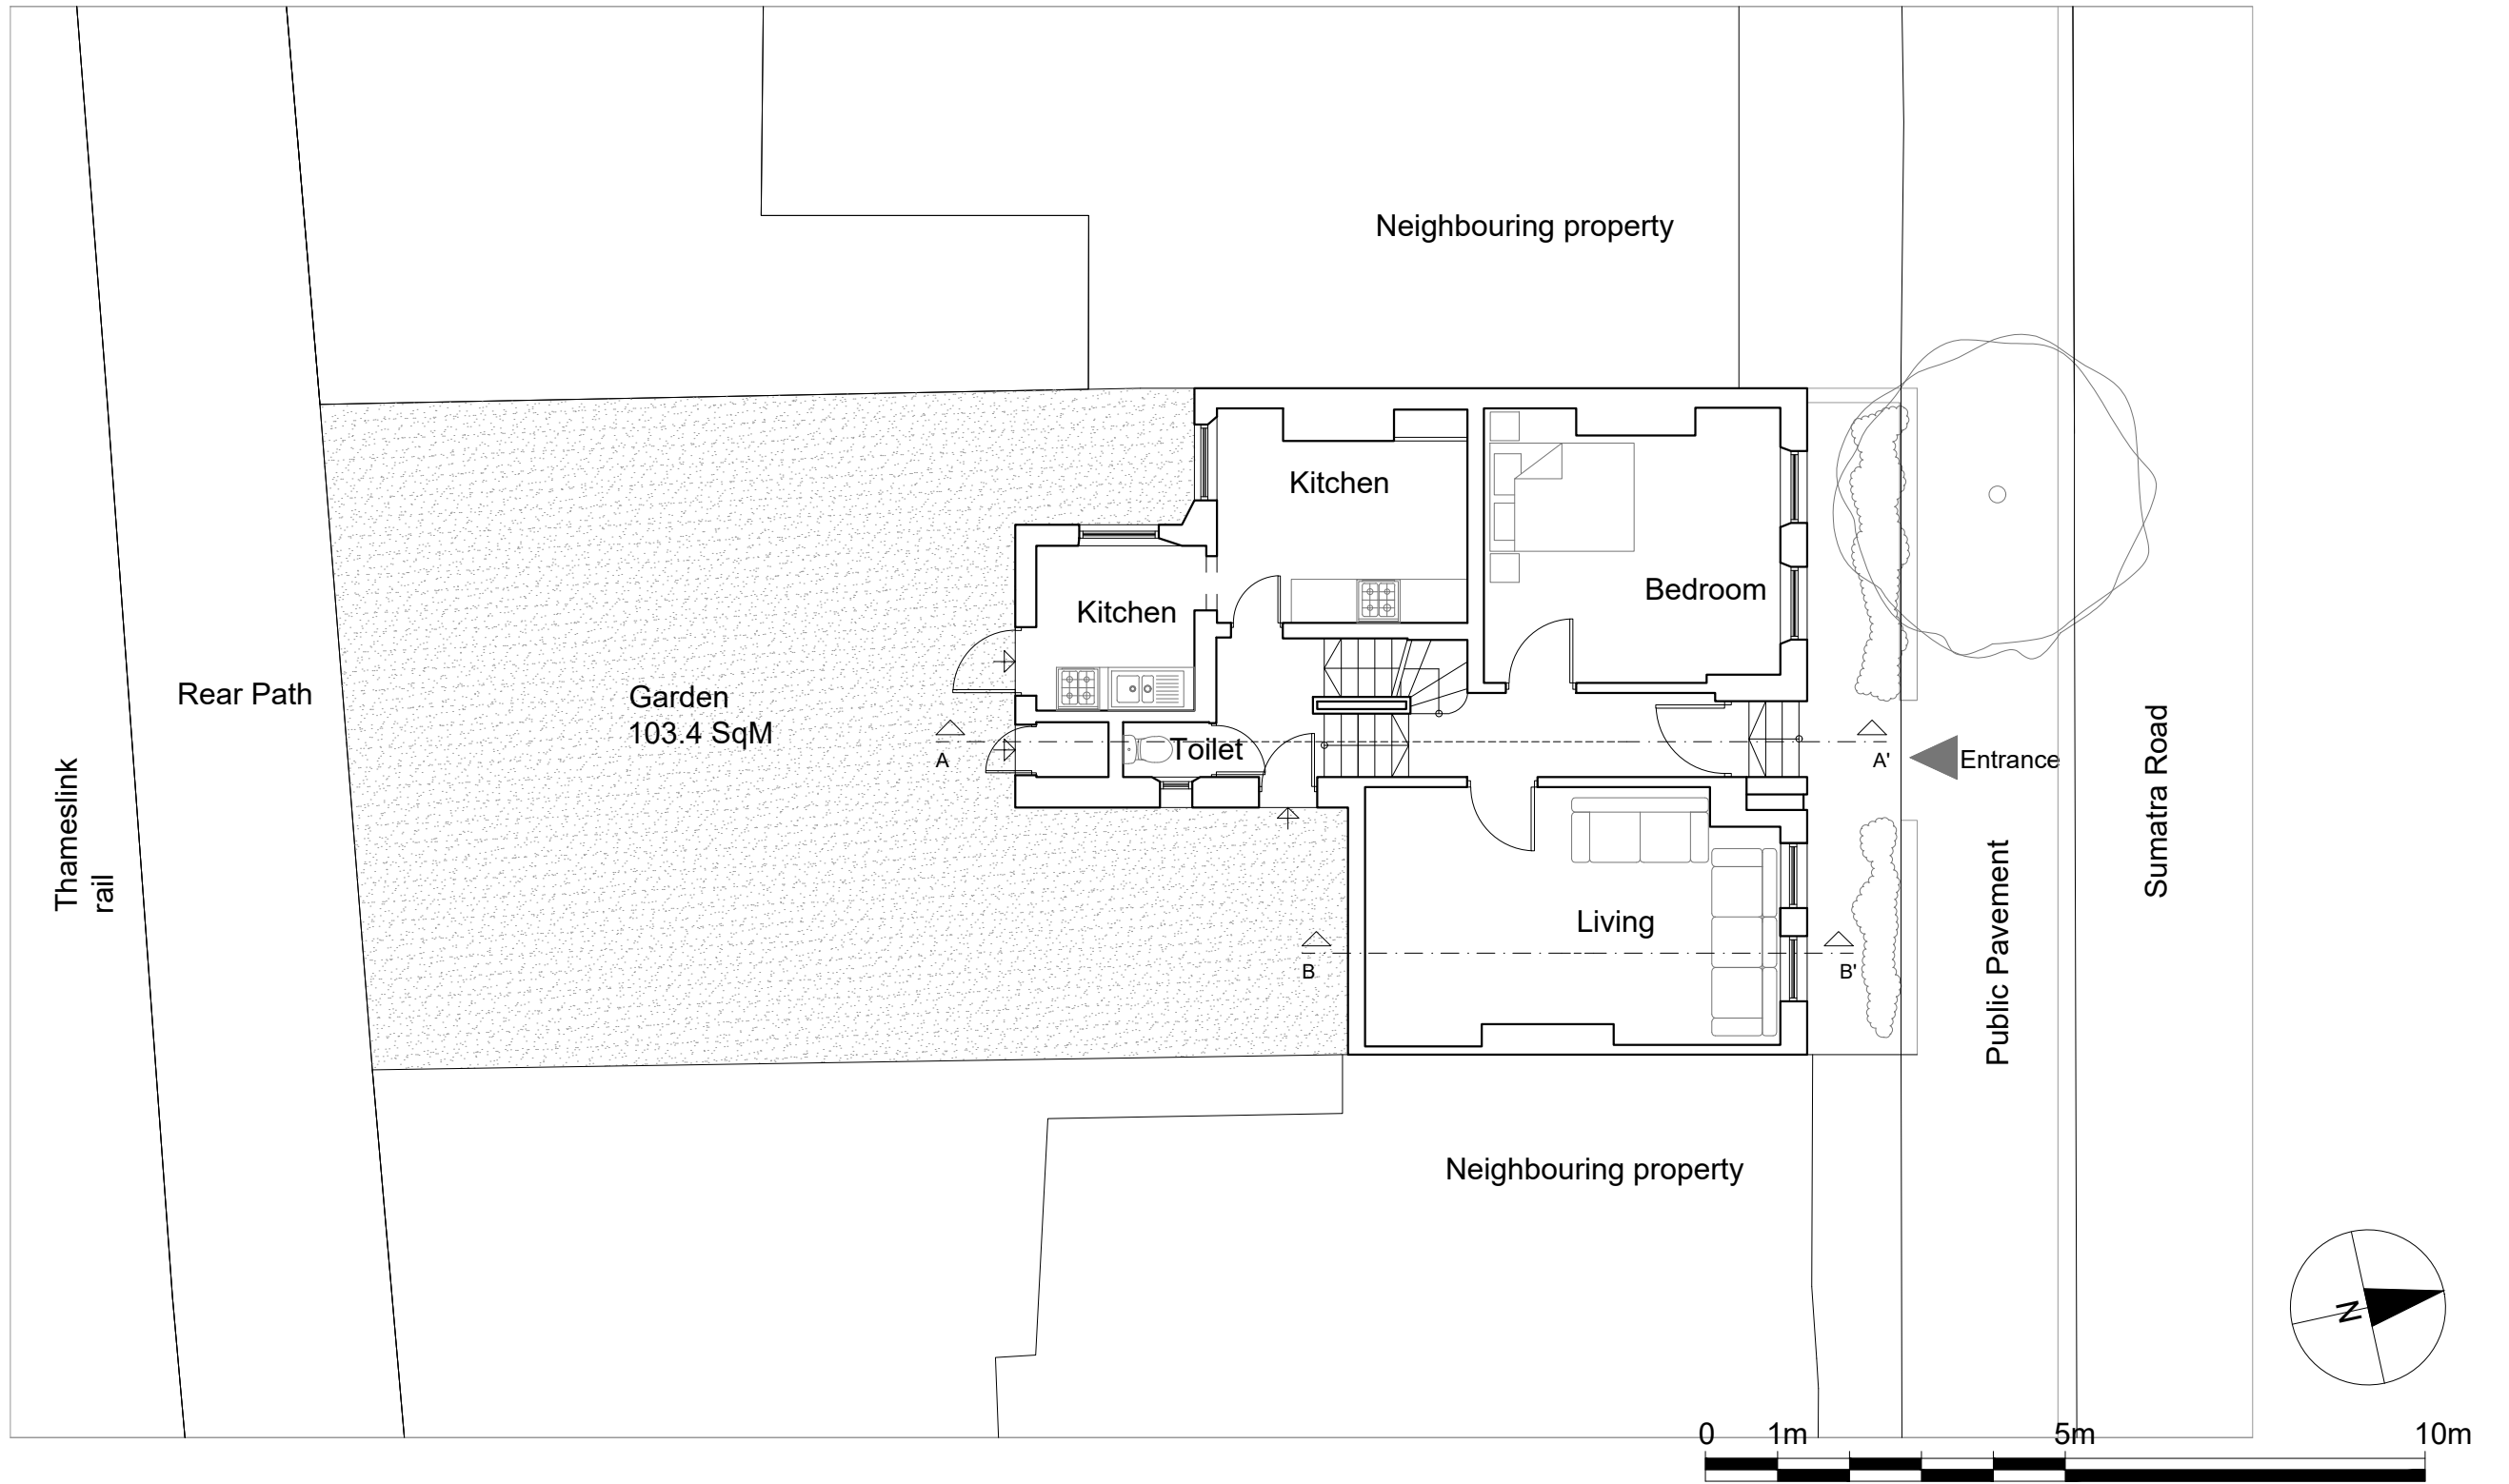 Neighbouring property
Kitchen
Bedroom
Kitchen
Rear Path
Garden
103.4 SqM
Toilet
A
A'
Entrance
Thameslink
rail
Sumatra Road
Public Pavement
Living
B
B'
Neighbouring property
N
0 1m 5m 10m